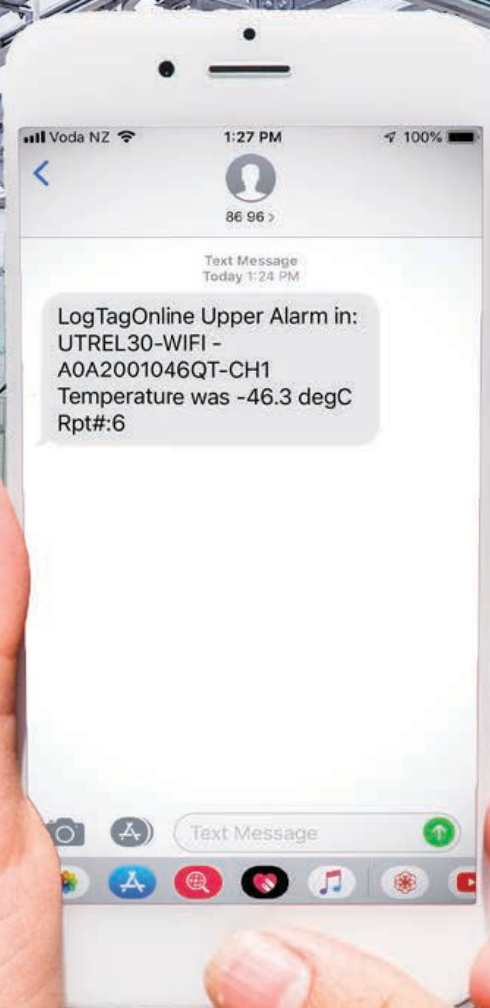 Voda NZ 1:27 PM 100%
86 96 >
Text Message
Today 1:24 PM
LogTagOnline Upper Alarm in:
UTREL30-WIFI -
A0A2001046QT-CH1
Temperature was -46.3 degC
Rpt#:6
Text Message